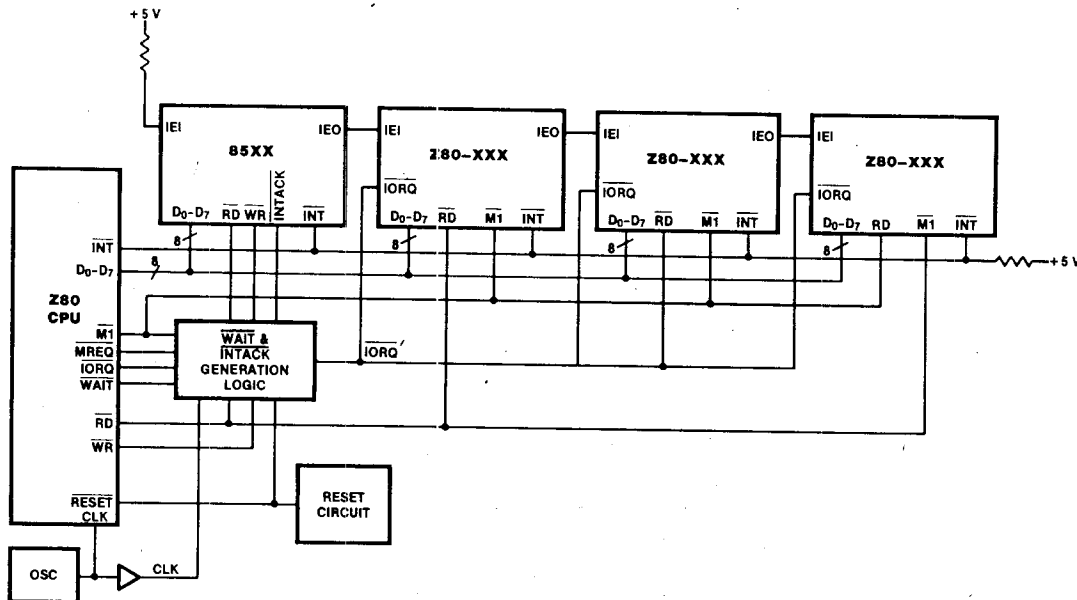 +5 V
IEI
IEO
85XX
D0-D7
RD
WR
INTACK
INT
IEI
IEO
Z80-XXX
IORQ
D0-D7
RD
M1
INT
IEI
IEO
Z80-XXX
IORQ
D0-D7
RD
M1
INT
IEI
Z80-XXX
IORQ
D0-D7
RD
M1
INT
8
8
8
8
INT
D0-D7
8
+5 V
Z80
CPU
M1
MREQ
IORQ
WAIT
RD
WR
RESET
CLK
WAIT &
INTACK
GENERATION
LOGIC
IORQ'
RESET
CIRCUIT
OSC
CLK